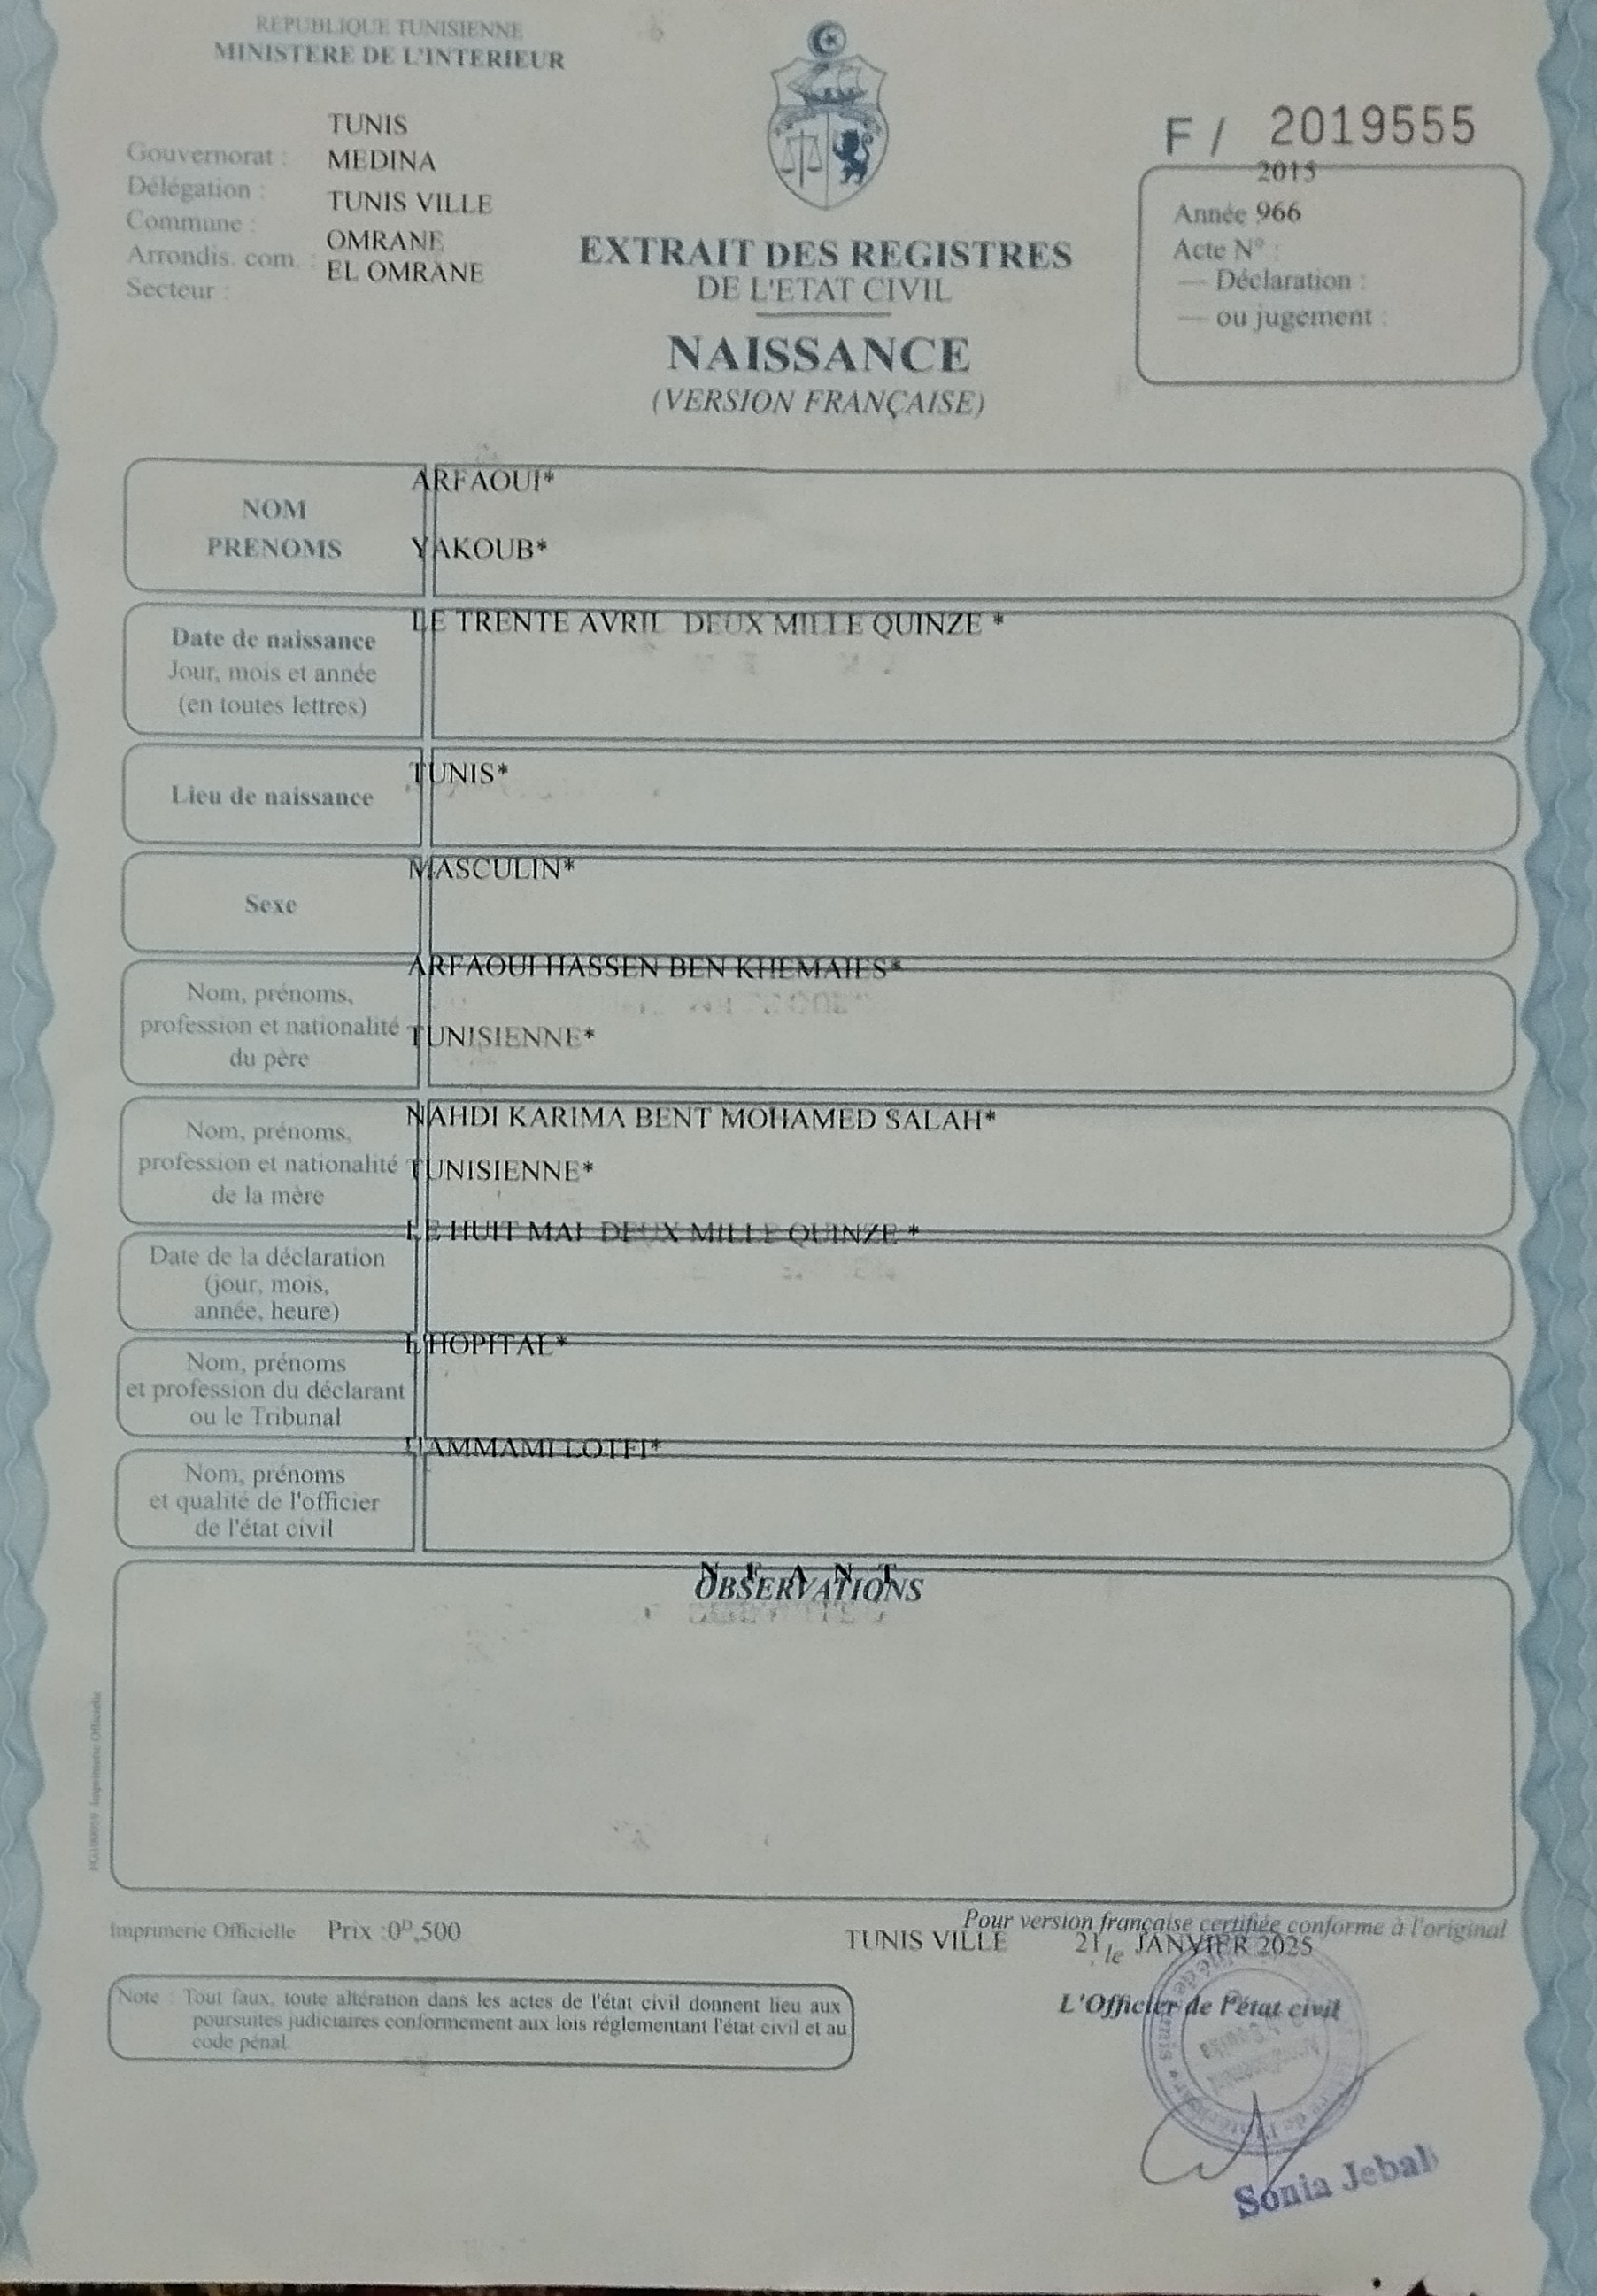 REPUBLIQUE TUNISIENNE
MINISTERE DE L'INTERIEUR
TUNIS
Gouvernorat : MEDINA
Délégation : TUNIS VILLE
Commune : OMRANE
Arrondis. com. : EL OMRANE
Secteur :
F / 2019555
2015
Année 966
Acte N° :
— Déclaration :
— ou jugement :
EXTRAIT DES REGISTRES
DE L'ETAT CIVIL
NAISSANCE
(VERSION FRANÇAISE)
NOM ARFAOUI*
PRENOMS YAKOUB*
Date de naissance LE TRENTE AVRIL DEUX MILLE QUINZE *
Jour, mois et année
(en toutes lettres)
Lieu de naissance TUNIS*
Sexe MASCULIN*
Nom, prénoms, ARFAOUI HASSEN BEN KHEMAIES*
profession et nationalité TUNISIENNE*
du père
Nom, prénoms, NAHDI KARIMA BENT MOHAMED SALAH*
profession et nationalité TUNISIENNE*
de la mère
Date de la déclaration LE HUIT MAI DEUX MILLE QUINZE *
(jour, mois,
année, heure)
Nom, prénoms L'HOPITAL*
et profession du déclarant
ou le Tribunal
Nom, prénoms HAMMAMI LOTFI*
et qualité de l'officier
de l'état civil
N E A N T
OBSERVATIONS
Imprimerie Officielle Prix :0D,500
Pour version française certifiée conforme à l'original
TUNIS VILLE 21 le JANVIER 2025
L'Officier de l'état civil
Note : Tout faux, toute altération dans les actes de l'état civil donnent lieu aux
poursuites judiciaires conformement aux lois réglementant l'état civil et au
code pénal.
Sonia Jebali